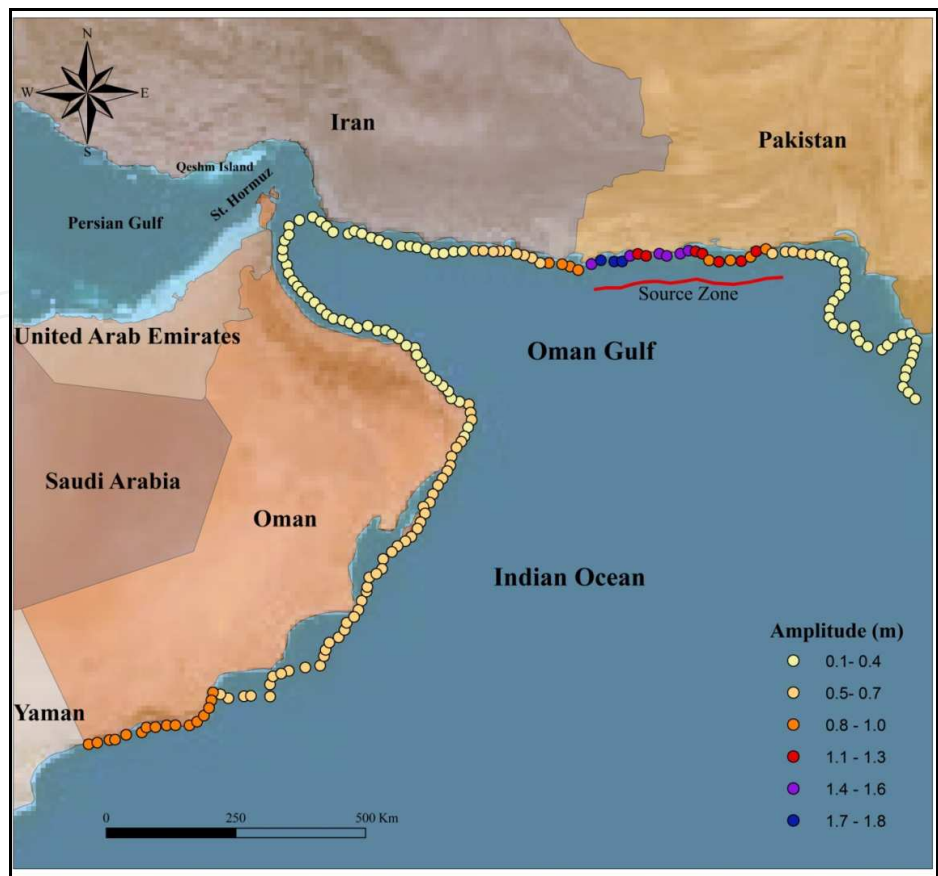 N
W
E
S
Iran
Pakistan
Qeshm Island
St. Hormuz
Persian Gulf
Source Zone
United Arab Emirates
Oman Gulf
Saudi Arabia
Oman
Indian Ocean
Amplitude (m)
0.1- 0.4
0.5- 0.7
0.8 - 1.0
1.1 - 1.3
1.4 - 1.6
1.7 - 1.8
Yaman
0 250 500 Km